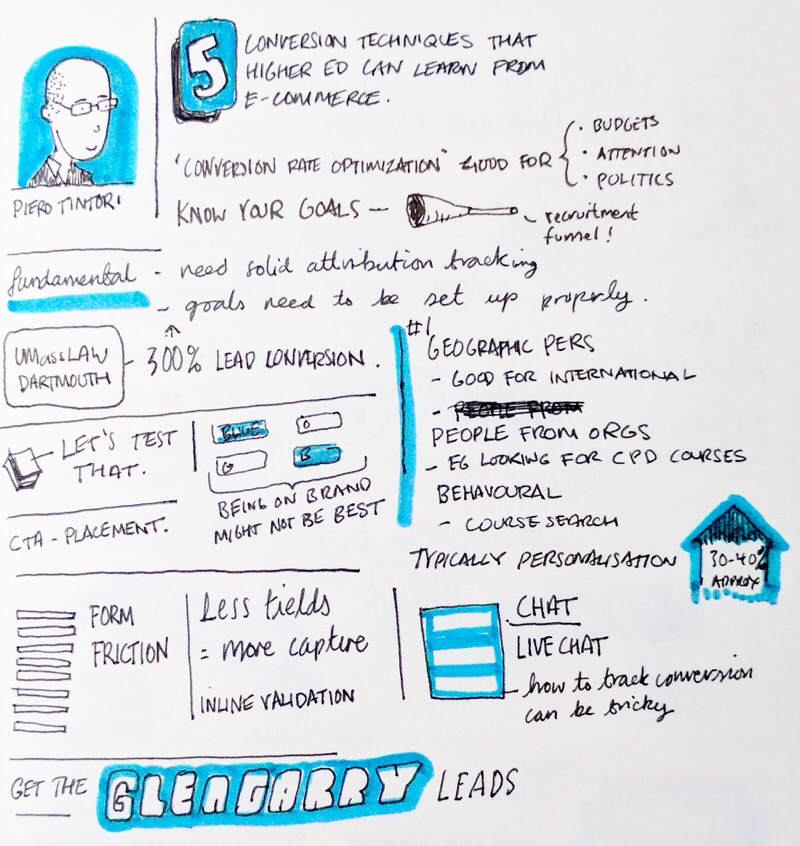 5
CONVERSION TECHNIQUES THAT
HIGHER ED CAN LEARN FROM
E-COMMERCE.
PIERO TINTORI
"CONVERSION RATE OPTIMIZATION" GOOD FOR
· BUDGETS
· ATTENTION
· POLITICS
KNOW YOUR GOALS —
recruitment
funnel!
fundamental - need solid attribution tracking
- goals need to be set up properly.
UMassLAW
DARTMOUTH
- 300% LEAD CONVERSION.
LET'S TEST
THAT.
BLUE
O
G
B
BEING ON BRAND
MIGHT NOT BE BEST
CTA - PLACEMENT.
#1
GEOGRAPHIC PERS
- GOOD FOR INTERNATIONAL
- PEOPLE FROM
PEOPLE FROM ORGS
- EG LOOKING FOR CPD COURSES
BEHAVOURAL
- COURSE SEARCH
TYPICALLY PERSONALISATION
30-40%
APPROX
FORM
FRICTION
Less fields
= more capture
INLINE VALIDATION
CHAT
LIVE CHAT
- how to track conversion
can be tricky
GET THE GLENGARRY LEADS